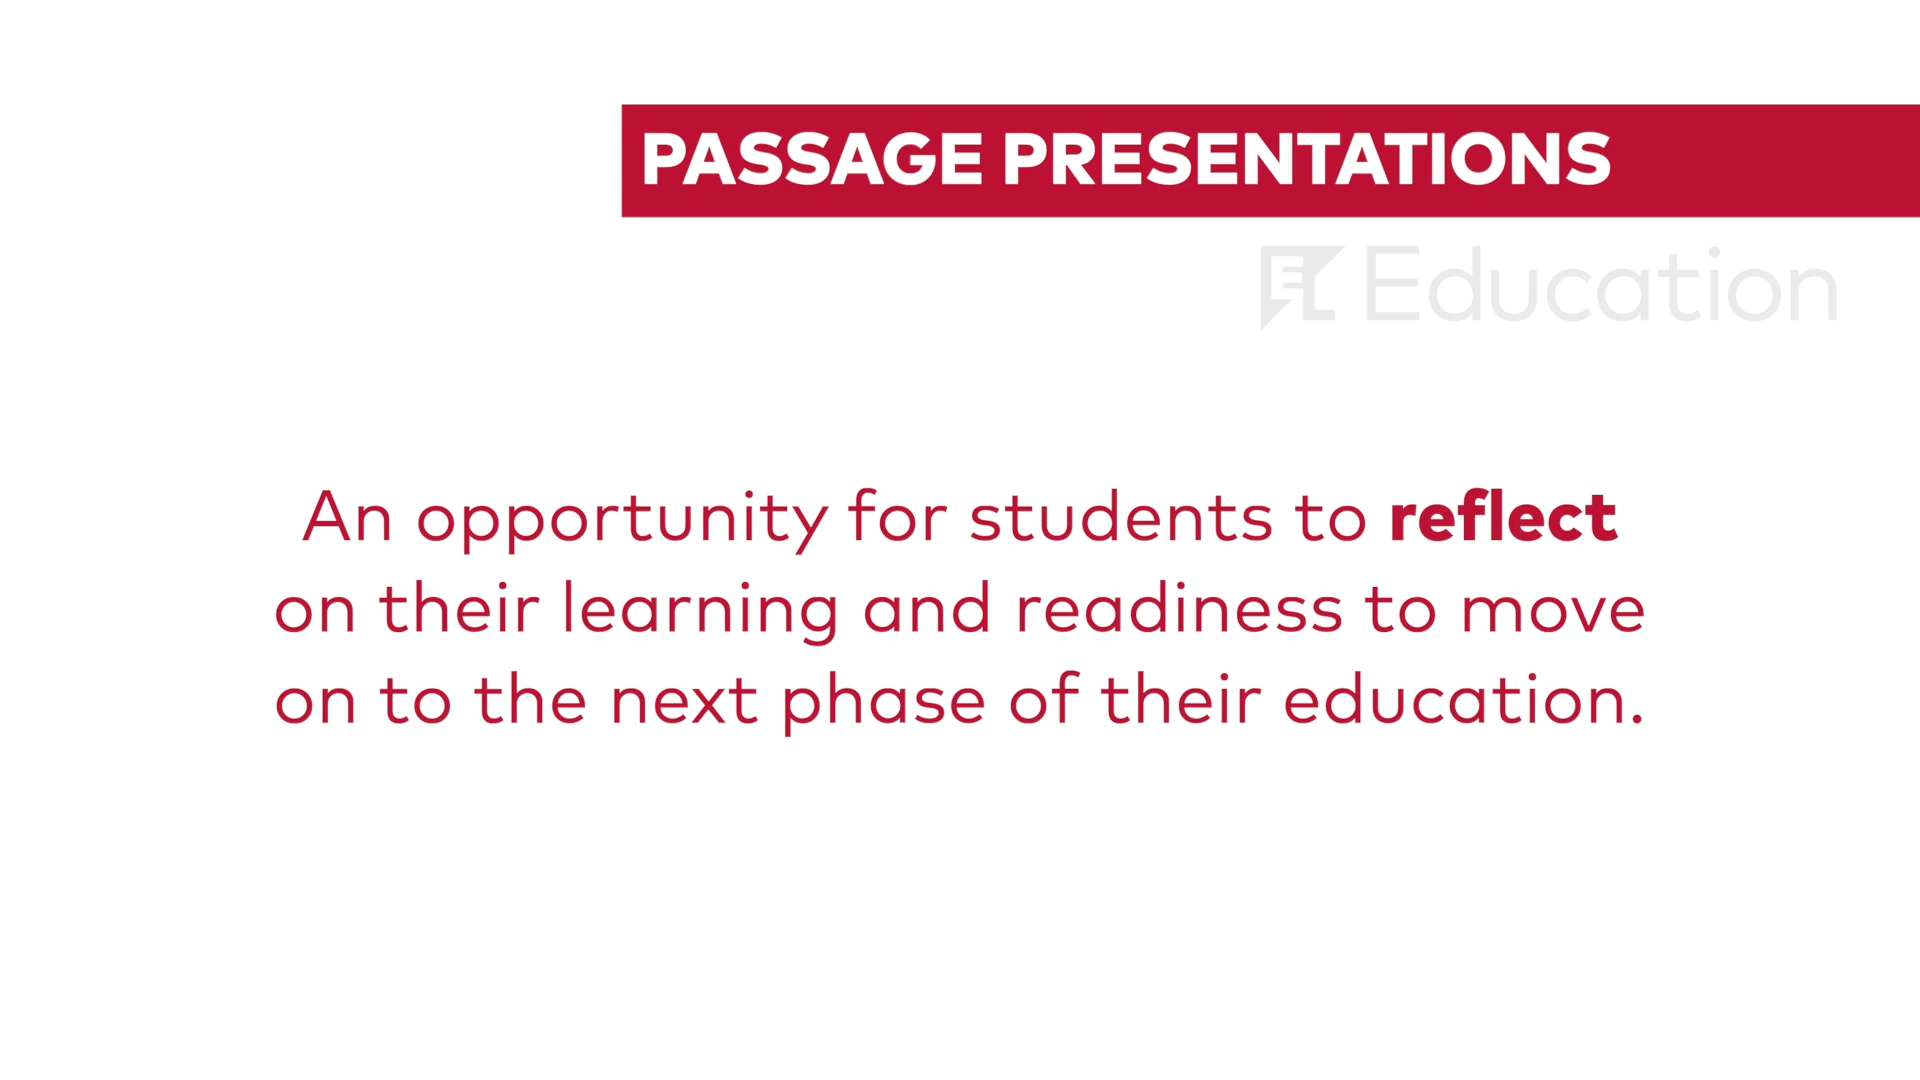 PASSAGE PRESENTATIONS
EL Education
An opportunity for students to reflect
on their learning and readiness to move
on to the next phase of their education.